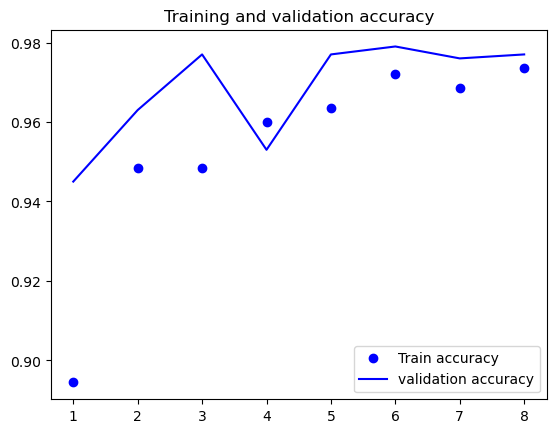 Training and validation accuracy
0.98
0.96
0.94
0.92
0.90
Train accuracy
validation accuracy
1 2 3 4 5 6 7 8